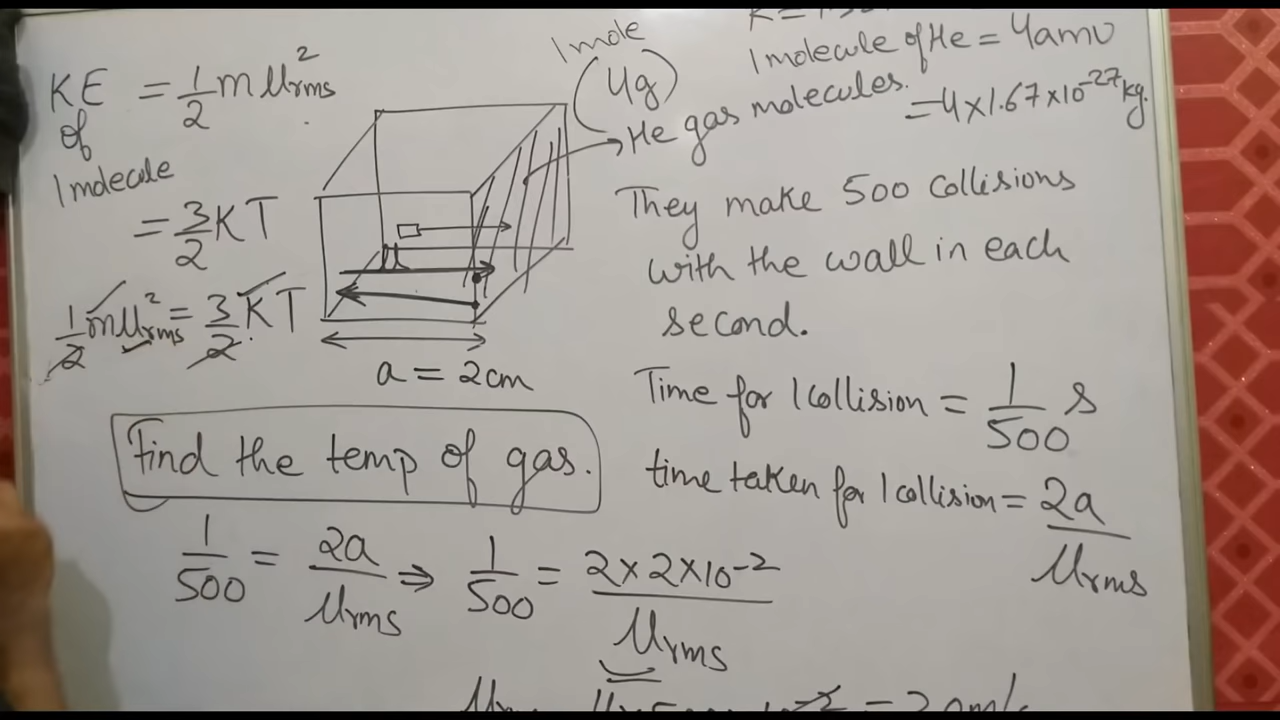 KE = 1/2 m Urms²
of
1 molecule
= 3/2 KT
1/2 m Urms² = 3/2 KT
1 mole
(4g)
He gas molecules.
u
a = 2cm
1 molecule of He = 4amu
= 4×1.67×10⁻²⁷ kg.
They make 500 collisions
with the wall in each
second.
Time for 1 collision = 1/500 s
time taken for 1 collision = 2a/Urms
Find the temp of gas.
1/500 = 2a/Urms ⇒ 1/500 = 2×2×10⁻²/Urms